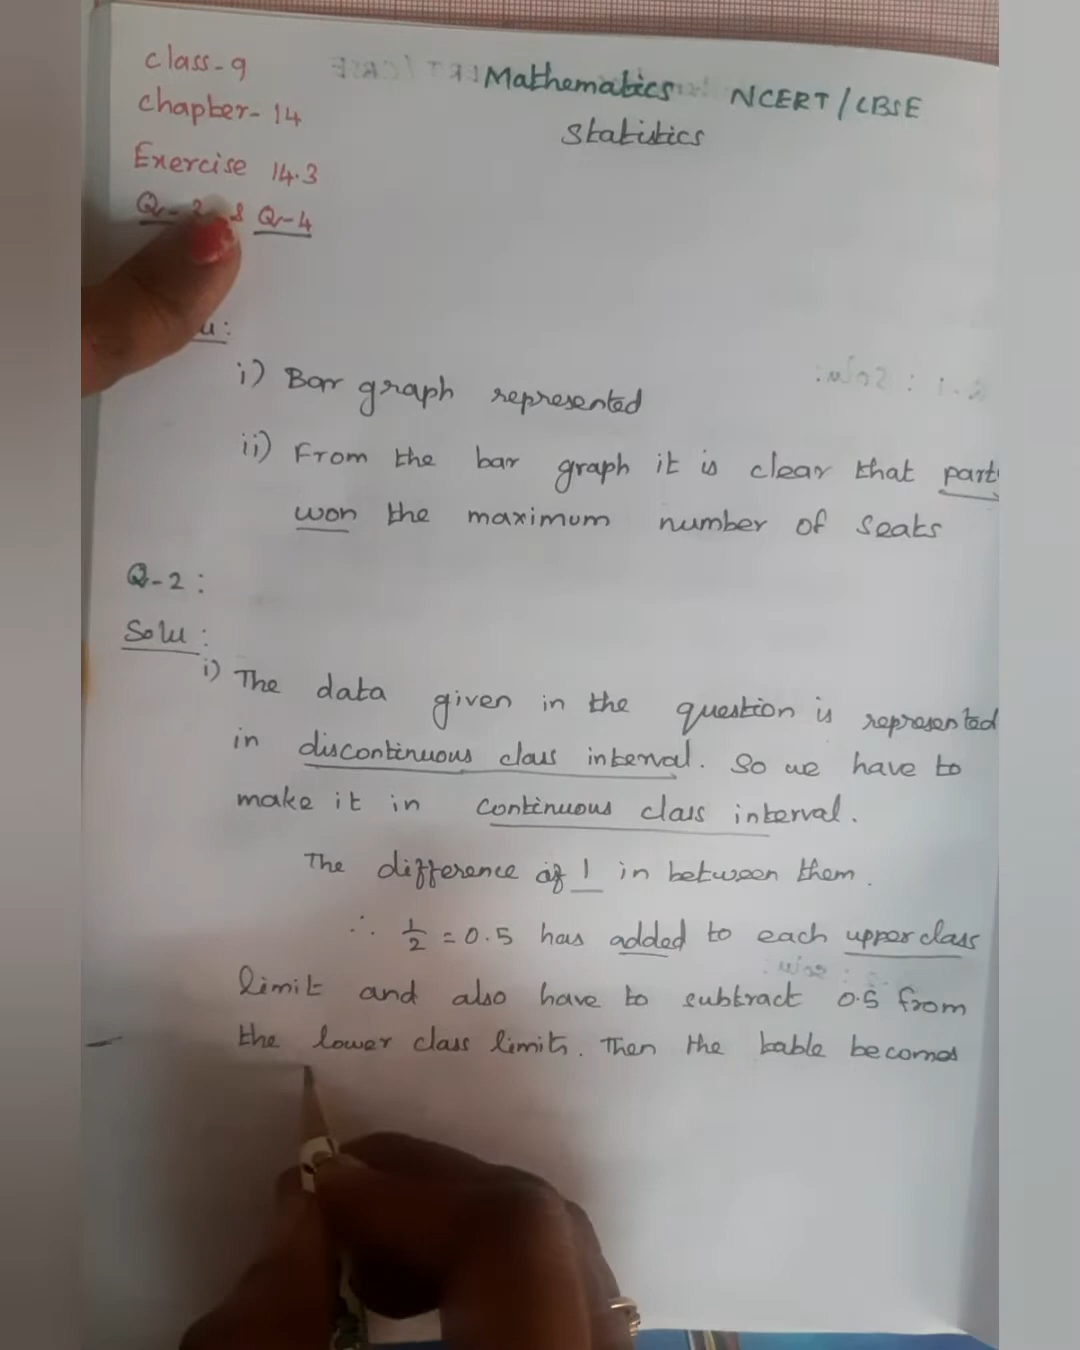 class-9
Mathematics NCERT/CBSE
chapter-14
Statistics
Exercise 14.3
& Q-4
i) Bar graph represented
ii) From the bar graph it is clear that
won the maximum number of seats
Q-2:
Solu:
i) The data given in the question is represented
in discontinuous class interval. So we have to
make it in continuous class interval.
The difference of 1 in between them.
∴ 1/2 = 0.5 has added to each upper class
limit and also have to subtract 0.5 from
the lower class limits. Then the table becomes